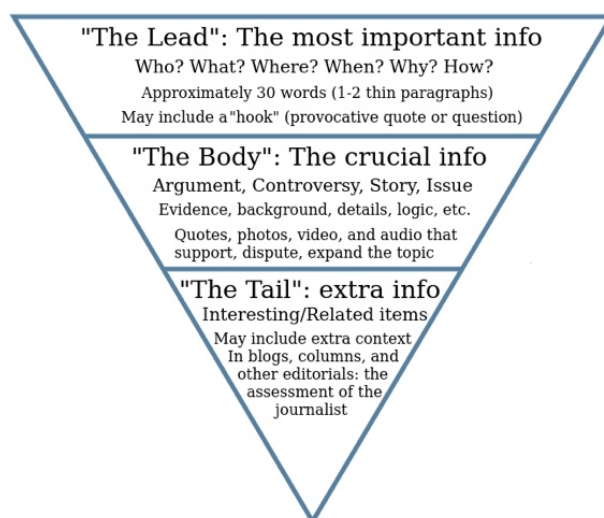 "The Lead": The most important info
Who? What? Where? When? Why? How?
Approximately 30 words (1-2 thin paragraphs)
May include a "hook" (provocative quote or question)
"The Body": The crucial info
Argument, Controversy, Story, Issue
Evidence, background, details, logic, etc.
Quotes, photos, video, and audio that
support, dispute, expand the topic
"The Tail": extra info
Interesting/Related items
May include extra context
In blogs, columns, and
other editorials: the
assessment of the
journalist